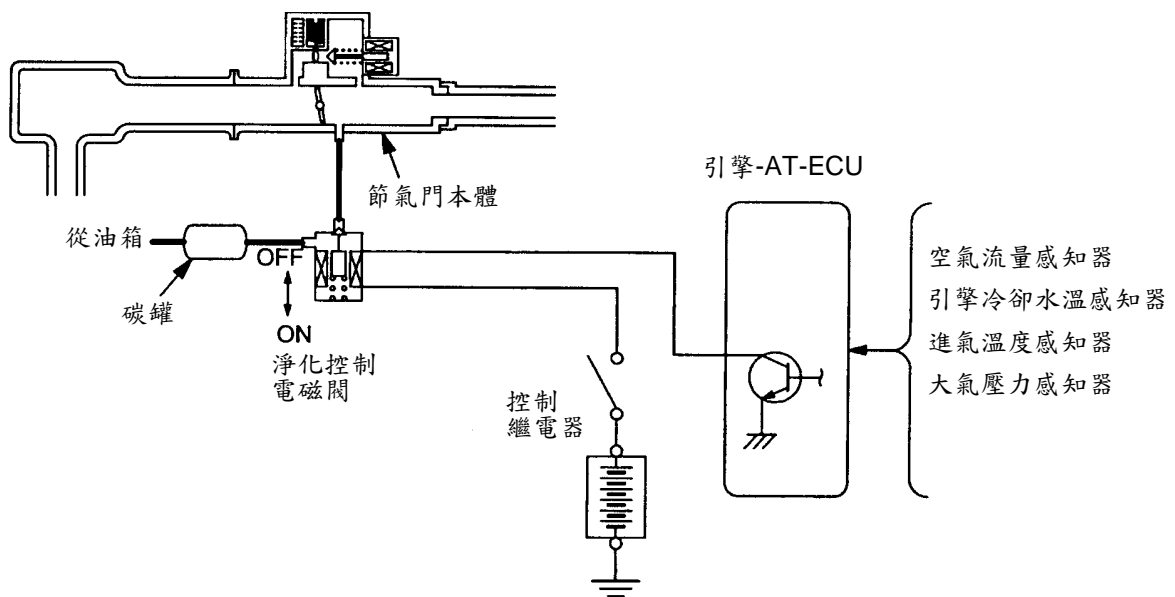 引擎-AT-ECU
節氣門本體
從油箱
OFF
碳罐
ON
淨化控制
電磁閥
控制
繼電器
空氣流量感知器
引擎冷卻水溫感知器
進氣溫度感知器
大氣壓力感知器